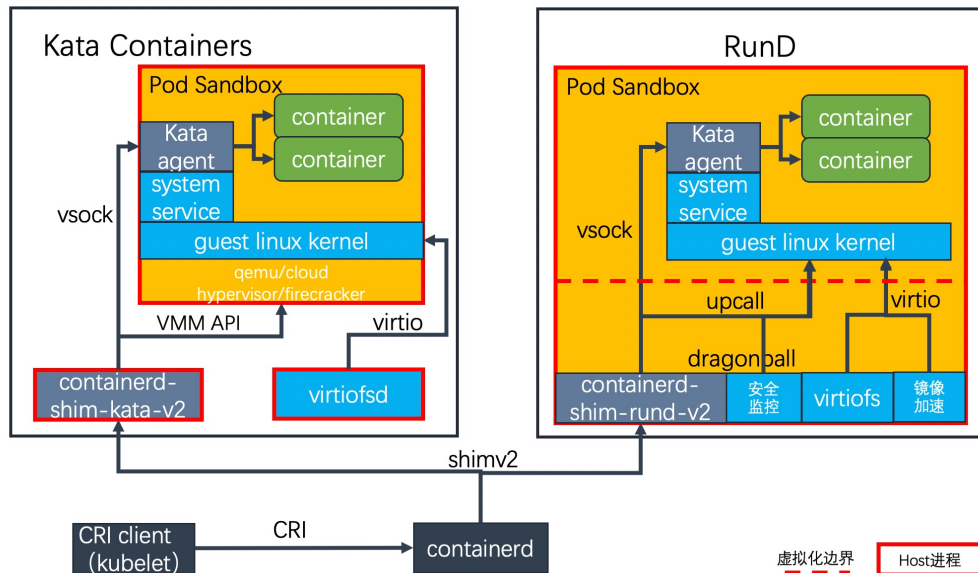 Kata Containers
Pod Sandbox
container
container
Kata
agent
system
service
guest linux kernel
qemu/cloud
hypervisor/firecracker
vsock
VMM API
virtio
containerd-
shim-kata-v2
virtiofsd
RunD
Pod Sandbox
container
container
Kata
agent
system
service
guest linux kernel
vsock
upcall
virtio
dragonball
containerd-
shim-rund-v2
安全
监控
virtiofs
镜像
加速
shimv2
CRI client
（kubelet）
CRI
containerd
虚拟化边界
Host进程